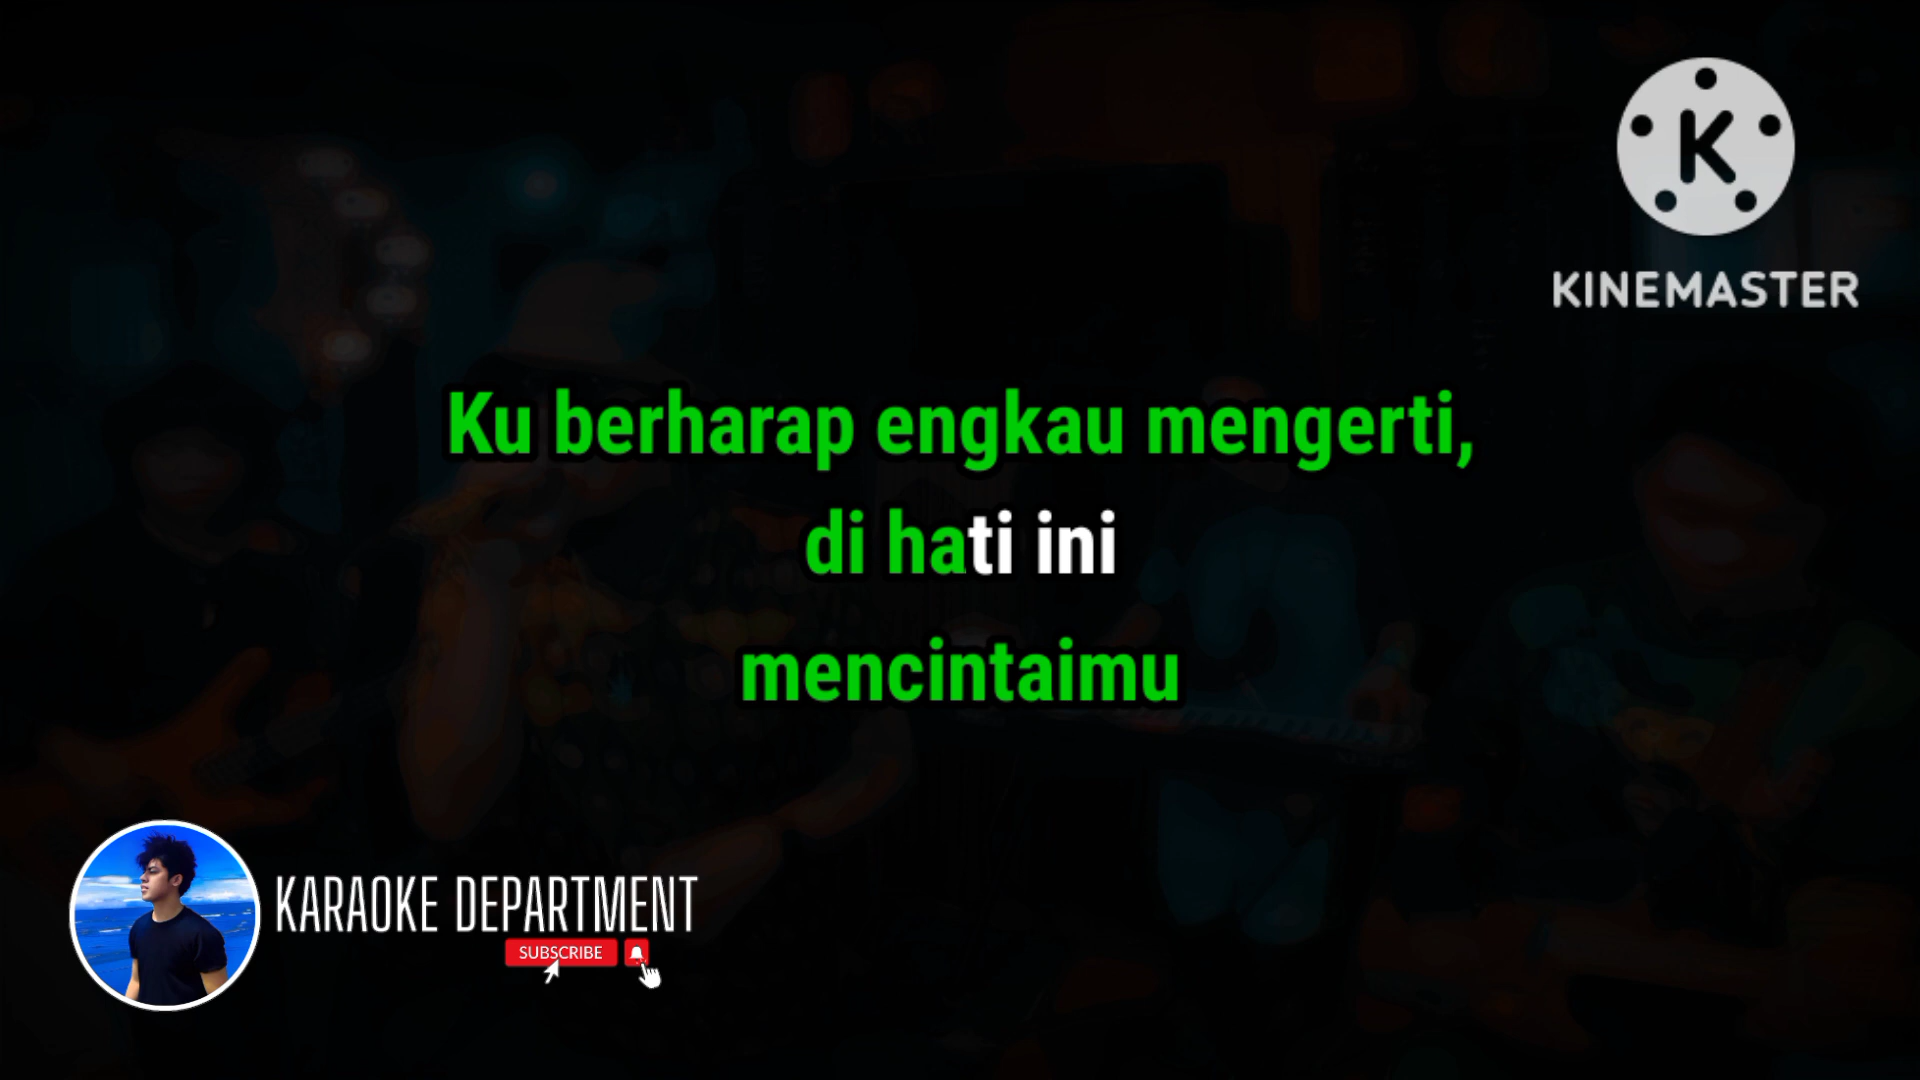 K
KINEMASTER
Ku berharap engkau mengerti,
di hati ini
mencintaimu
KARAOKE DEPARTMENT
SUBSCRIBE